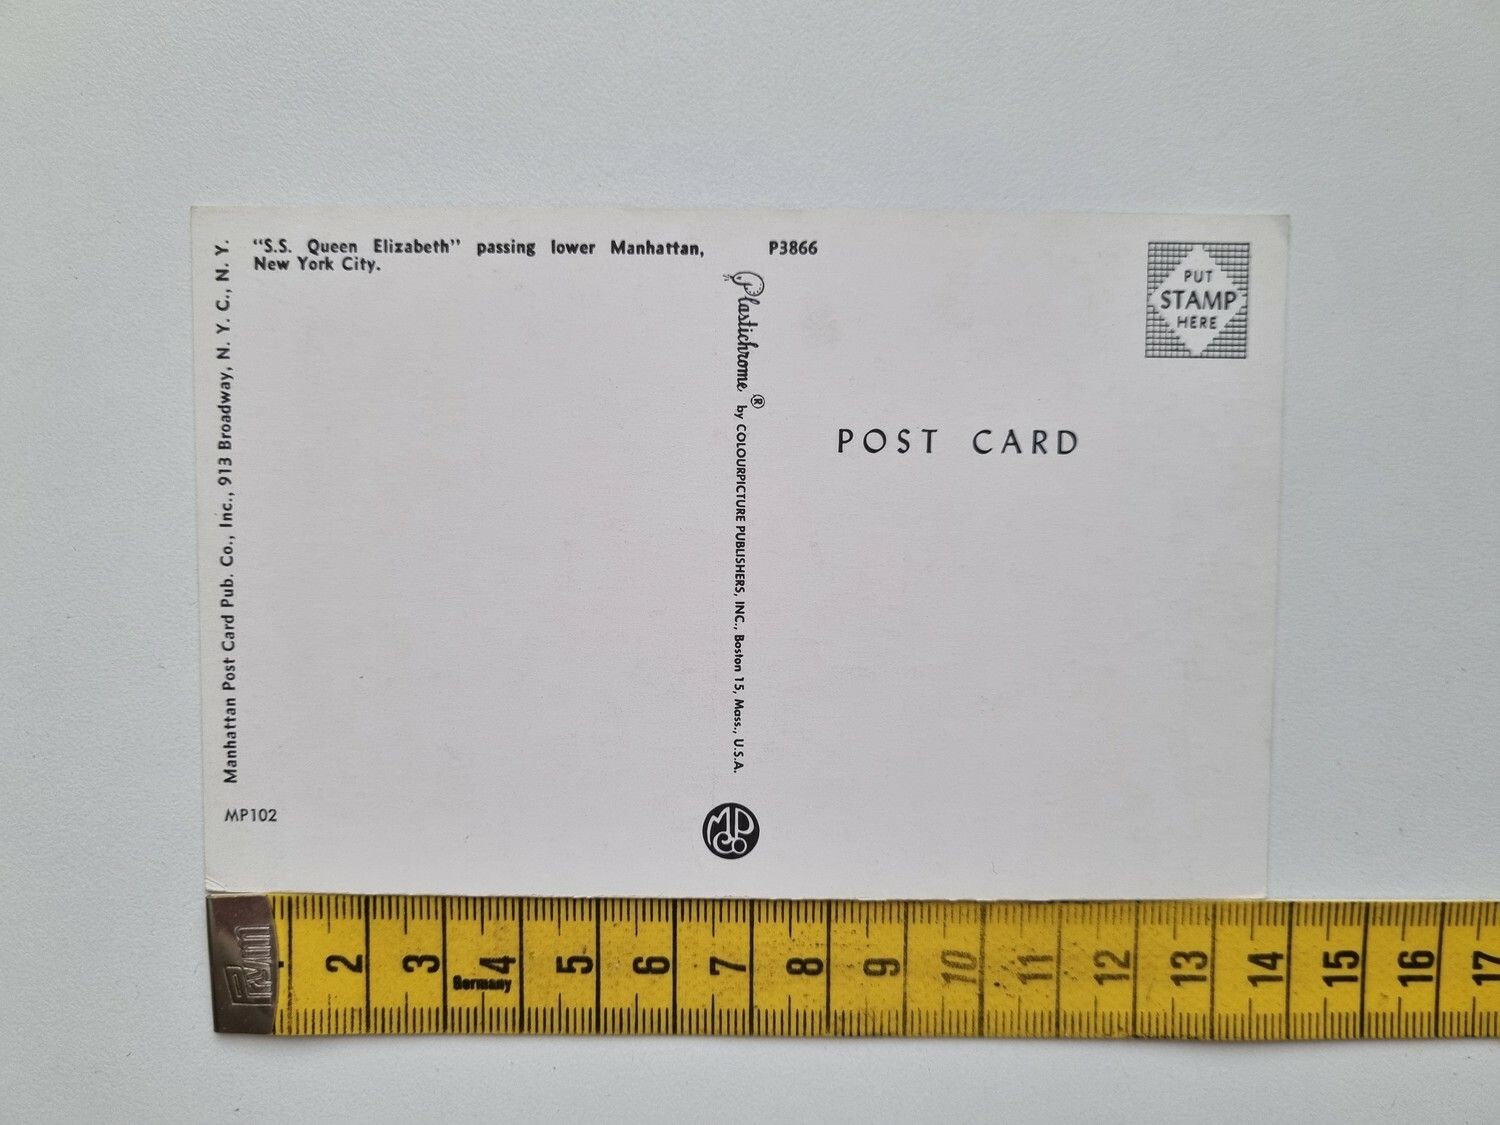 "S.S. Queen Elizabeth" passing lower Manhattan,
New York City.
P3866
PUT
STAMP
HERE
Manhattan Post Card Pub. Co., Inc., 913 Broadway, N. Y. C., N. Y.
Plastichrome® by COLOURPICTURE PUBLISHERS, INC., Boston 15, Mass., U.S.A.
POST CARD
MP102
MPCo
2 3 4 5 6 7 8 9 10 11 12 13 14 15 16 17
Germany